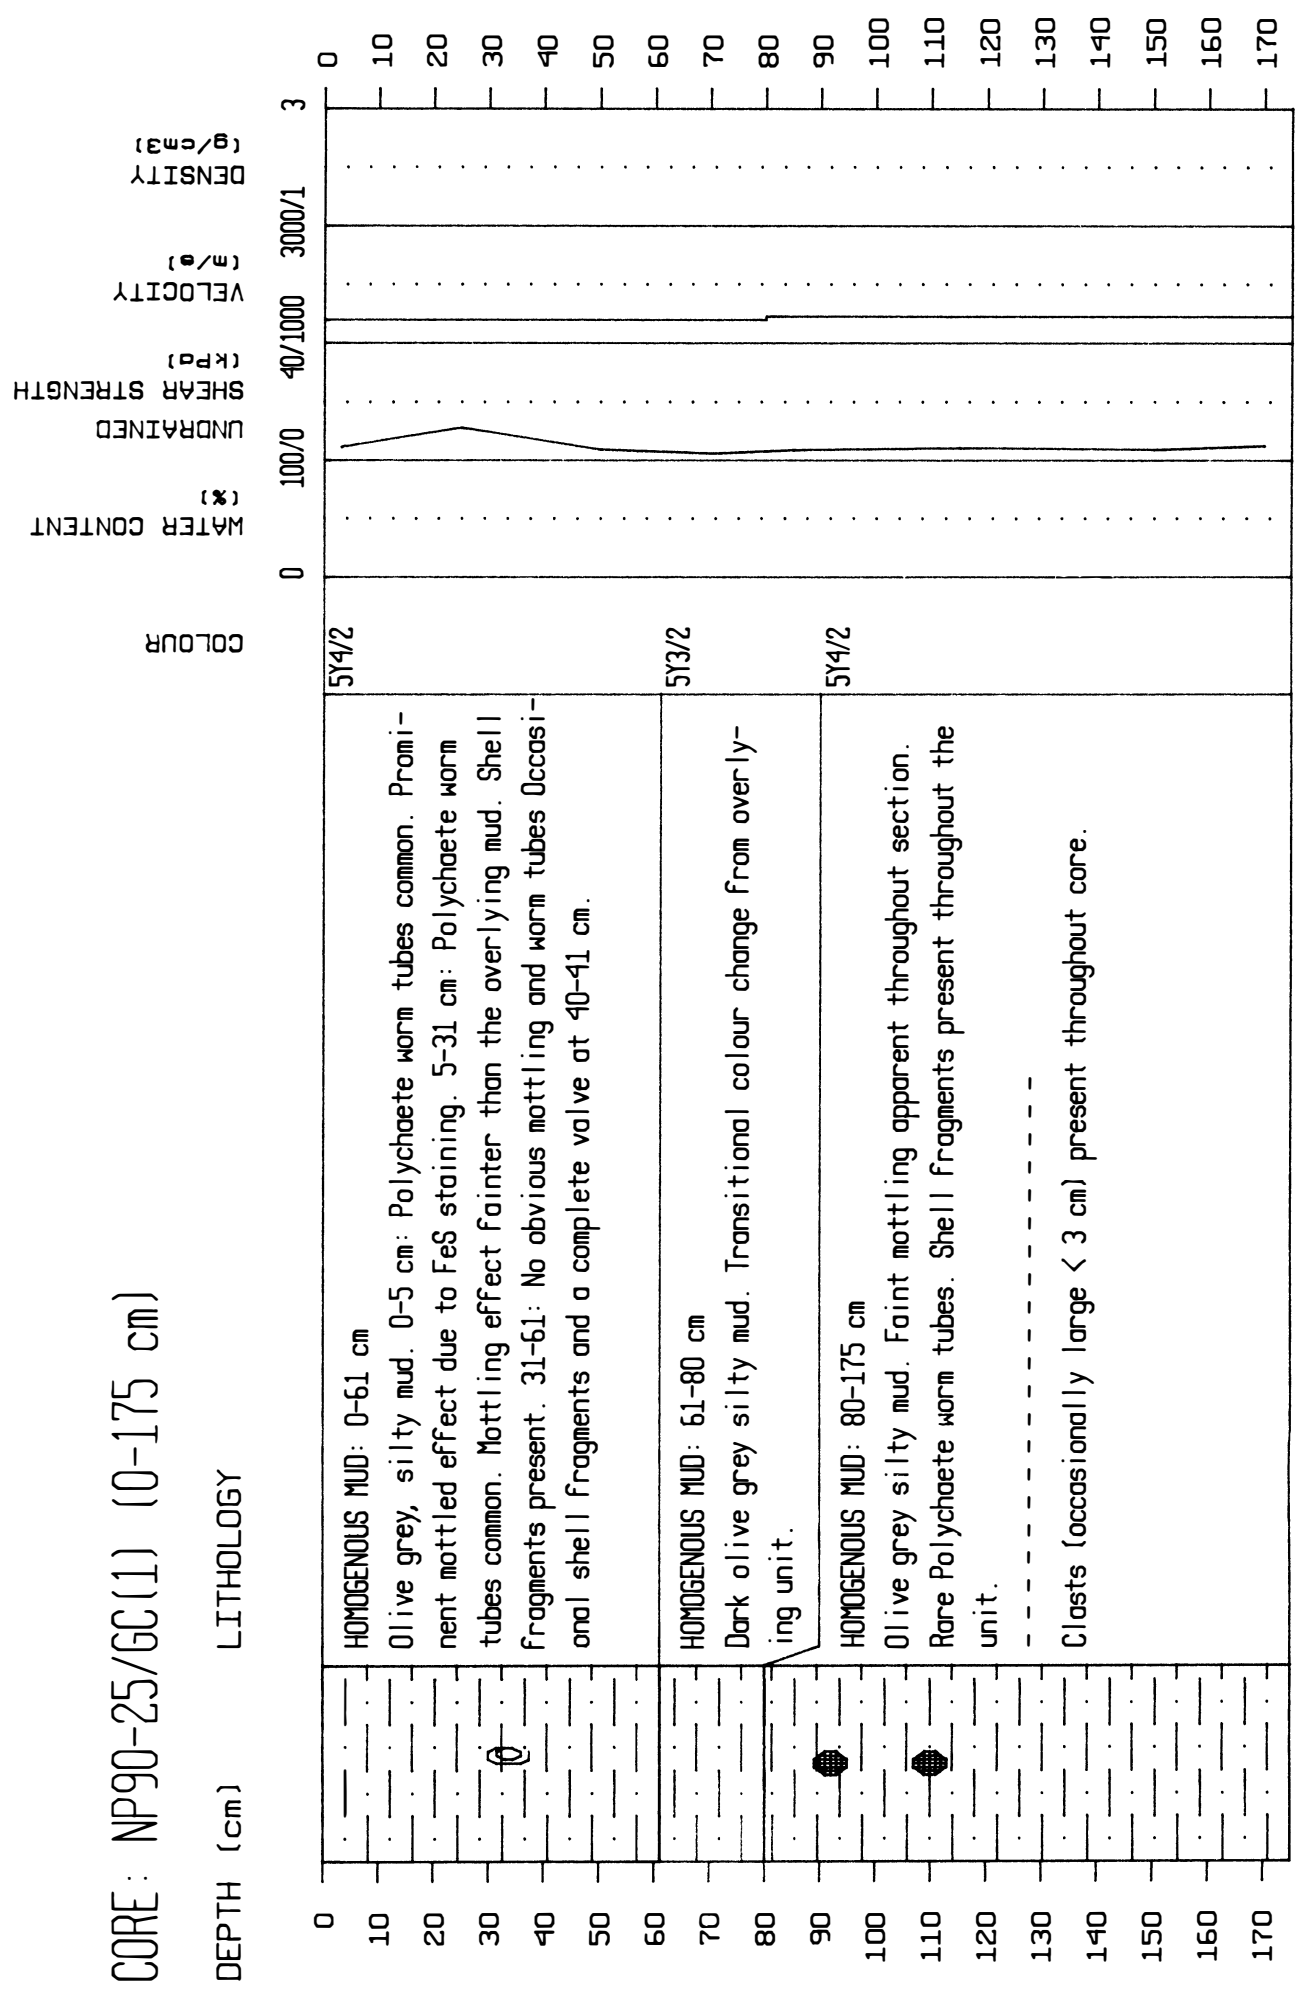 CORE: NP90-25/GC(1) (0-175 cm)
DEPTH (cm)
LITHOLOGY
COLOUR
WATER CONTENT
(%)
UNDRAINED
SHEAR STRENGTH
(kPa)
VELOCITY
(m/s)
DENSITY
(g/cm3)
0
100/0
40/1000
3000/1
3
0
10
20
30
40
50
60
70
80
90
100
110
120
130
140
150
160
170
HOMOGENOUS MUD: 0-61 cm
Olive grey, silty mud. 0-5 cm: Polychaete worm tubes common. Promi-
nent mottled effect due to FeS staining. 5-31 cm: Polychaete worm
tubes common. Mottling effect fainter than the overlying mud. Shell
fragments present. 31-61: No obvious mottling and worm tubes Occasi-
onal shell fragments and a complete valve at 40-41 cm.
5Y4/2
HOMOGENOUS MUD: 61-80 cm
Dark olive grey silty mud. Transitional colour change from overly-
ing unit.
5Y3/2
HOMOGENOUS MUD: 80-175 cm
Olive grey silty mud. Faint mottling apparent throughout section.
Rare Polychaete worm tubes. Shell fragments present throughout the
unit.
5Y4/2
Clasts (occasionally large < 3 cm) present throughout core.
0
10
20
30
40
50
60
70
80
90
100
110
120
130
140
150
160
170